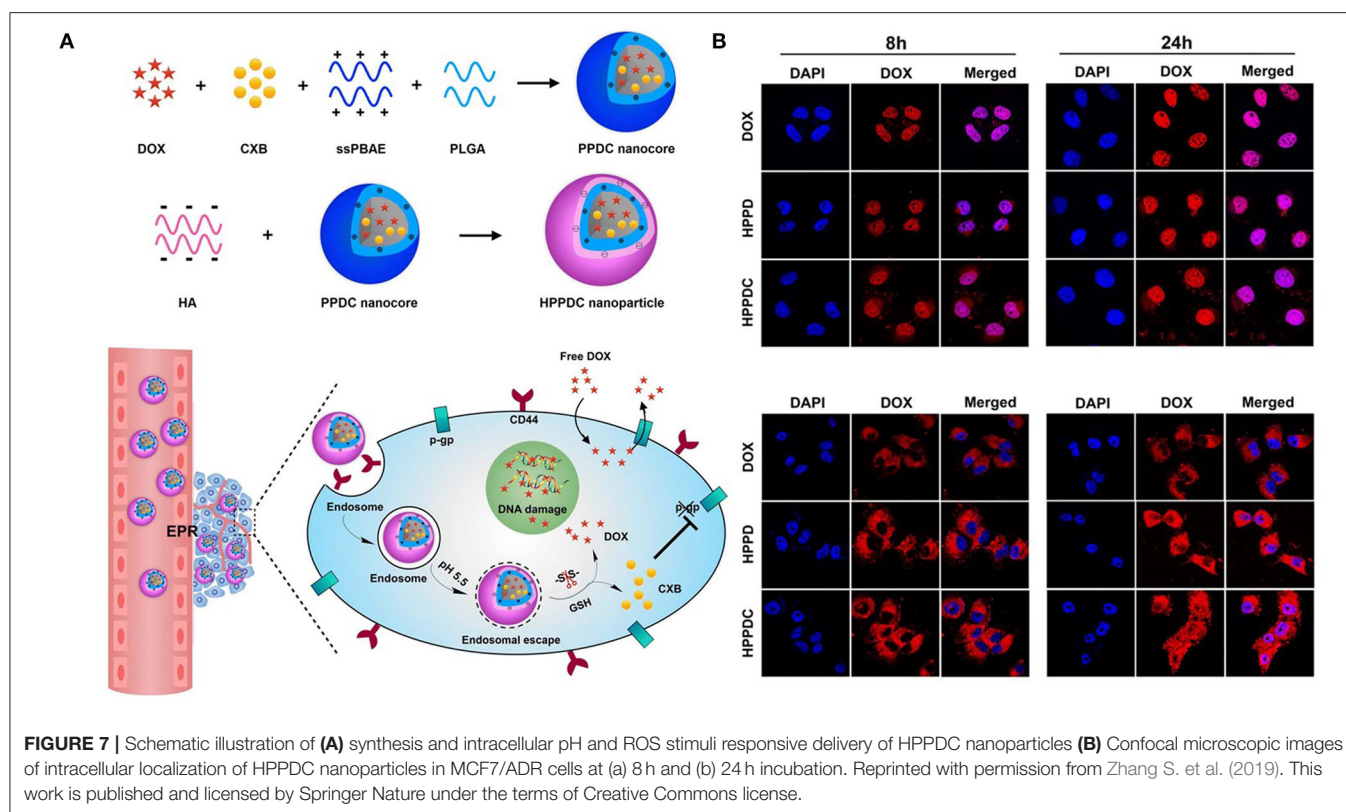 A
+ + + +
DOX + CXB + ssPBAE + PLGA PPDC nanocore
+ + + +
- - -
HA + PPDC nanocore HPPDC nanoparticle
- - -
EPR
Free DOX
CD44
p-gp
DNA damage
p-gp
Endosome
DOX
Endosome
pH 5.5
-S-S-
GSH
CXB
Endosomal escape
B
8h 24h
DAPI DOX Merged DAPI DOX Merged
DOX
HPPD
HPPDC
DAPI DOX Merged DAPI DOX Merged
DOX
HPPD
HPPDC
FIGURE 7 | Schematic illustration of (A) synthesis and intracellular pH and ROS stimuli responsive delivery of HPPDC nanoparticles (B) Confocal microscopic images
of intracellular localization of HPPDC nanoparticles in MCF7/ADR cells at (a) 8 h and (b) 24 h incubation. Reprinted with permission from Zhang S. et al. (2019). This
work is published and licensed by Springer Nature under the terms of Creative Commons license.